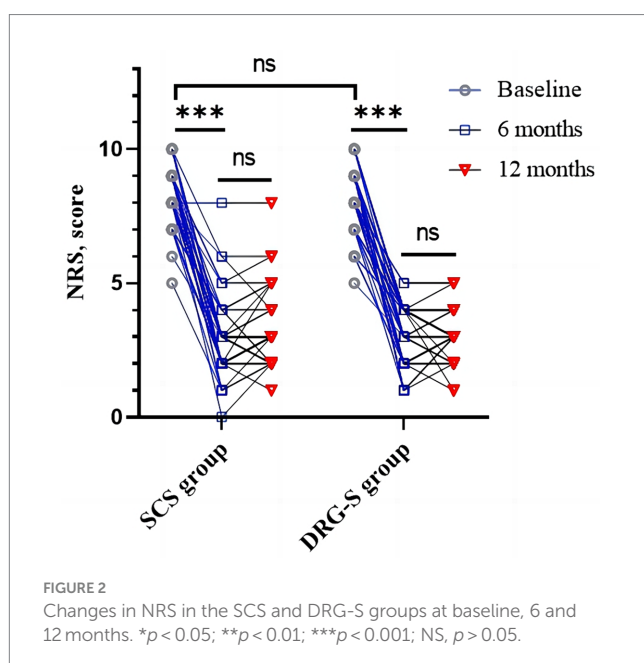 ns
*** ***
ns
ns
Baseline
6 months
12 months
NRS, score
10
5
0
SCS group
DRG-S group
FIGURE 2
Changes in NRS in the SCS and DRG-S groups at baseline, 6 and
12 months. *p < 0.05; **p < 0.01; ***p < 0.001; NS, p > 0.05.